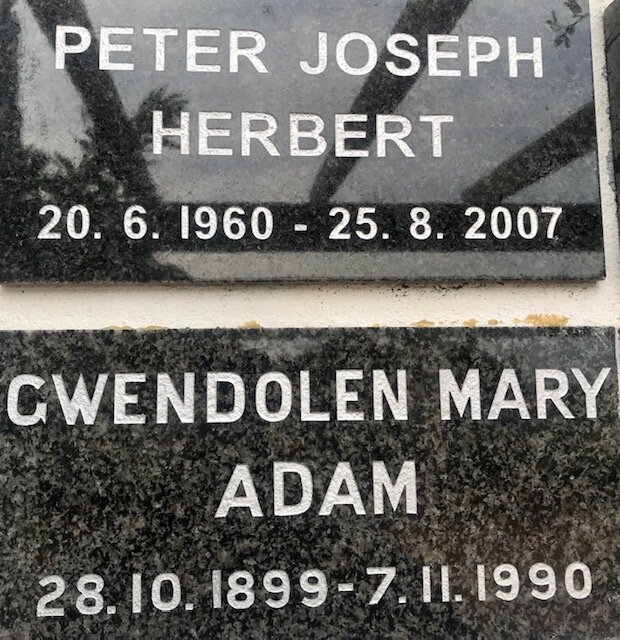 PETER JOSEPH
HERBERT
20. 6. 1960 - 25. 8. 2007
GWENDOLEN MARY
ADAM
28. 10. 1899 - 7. 11. 1990